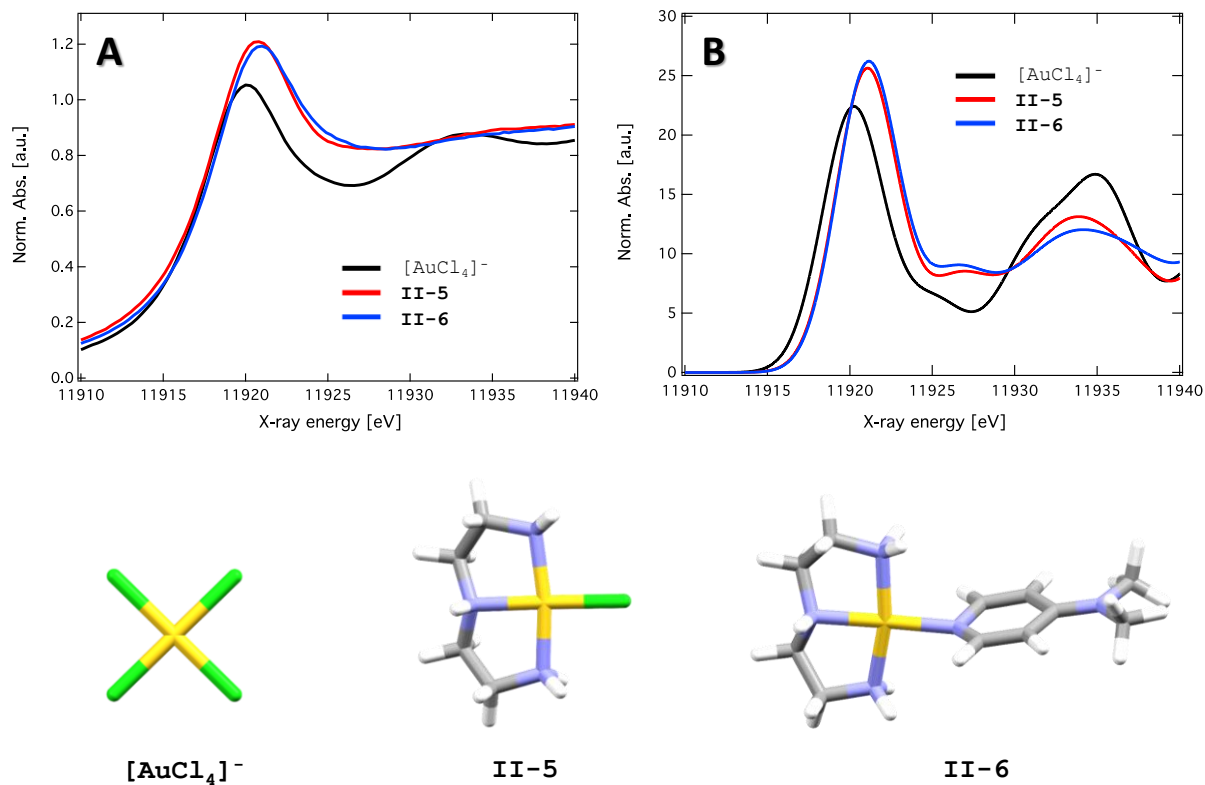 A
Norm. Abs. [a.u.]
1.2
1.0
0.8
0.6
0.4
0.2
0.0
[AuCl₄]⁻
II-5
II-6
11910 11915 11920 11925 11930 11935 11940
X-ray energy [eV]
B
Norm. Abs. [a.u.]
30
25
20
15
10
5
0
[AuCl₄]⁻
II-5
II-6
11910 11915 11920 11925 11930 11935 11940
X-ray energy [eV]
[AuCl₄]⁻ II-5 II-6